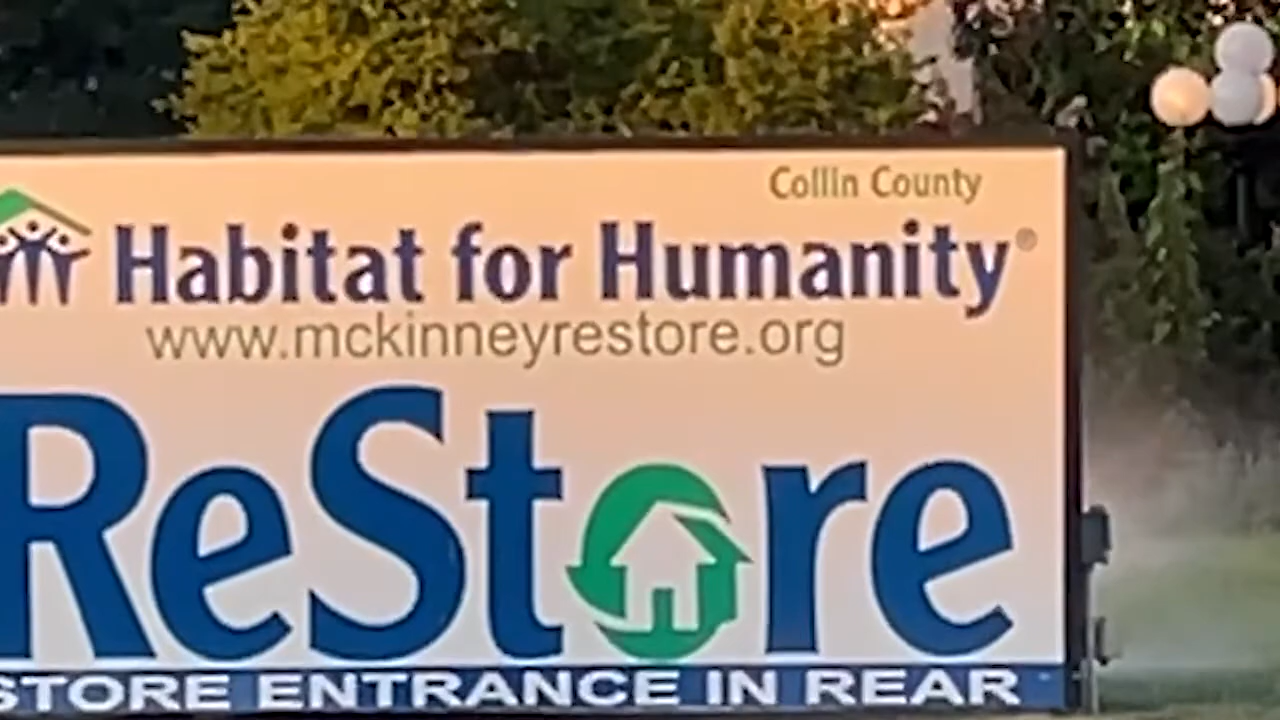 Collin County
Habitat for Humanity®
www.mckinneyrestore.org
ReStore
STORE ENTRANCE IN REAR